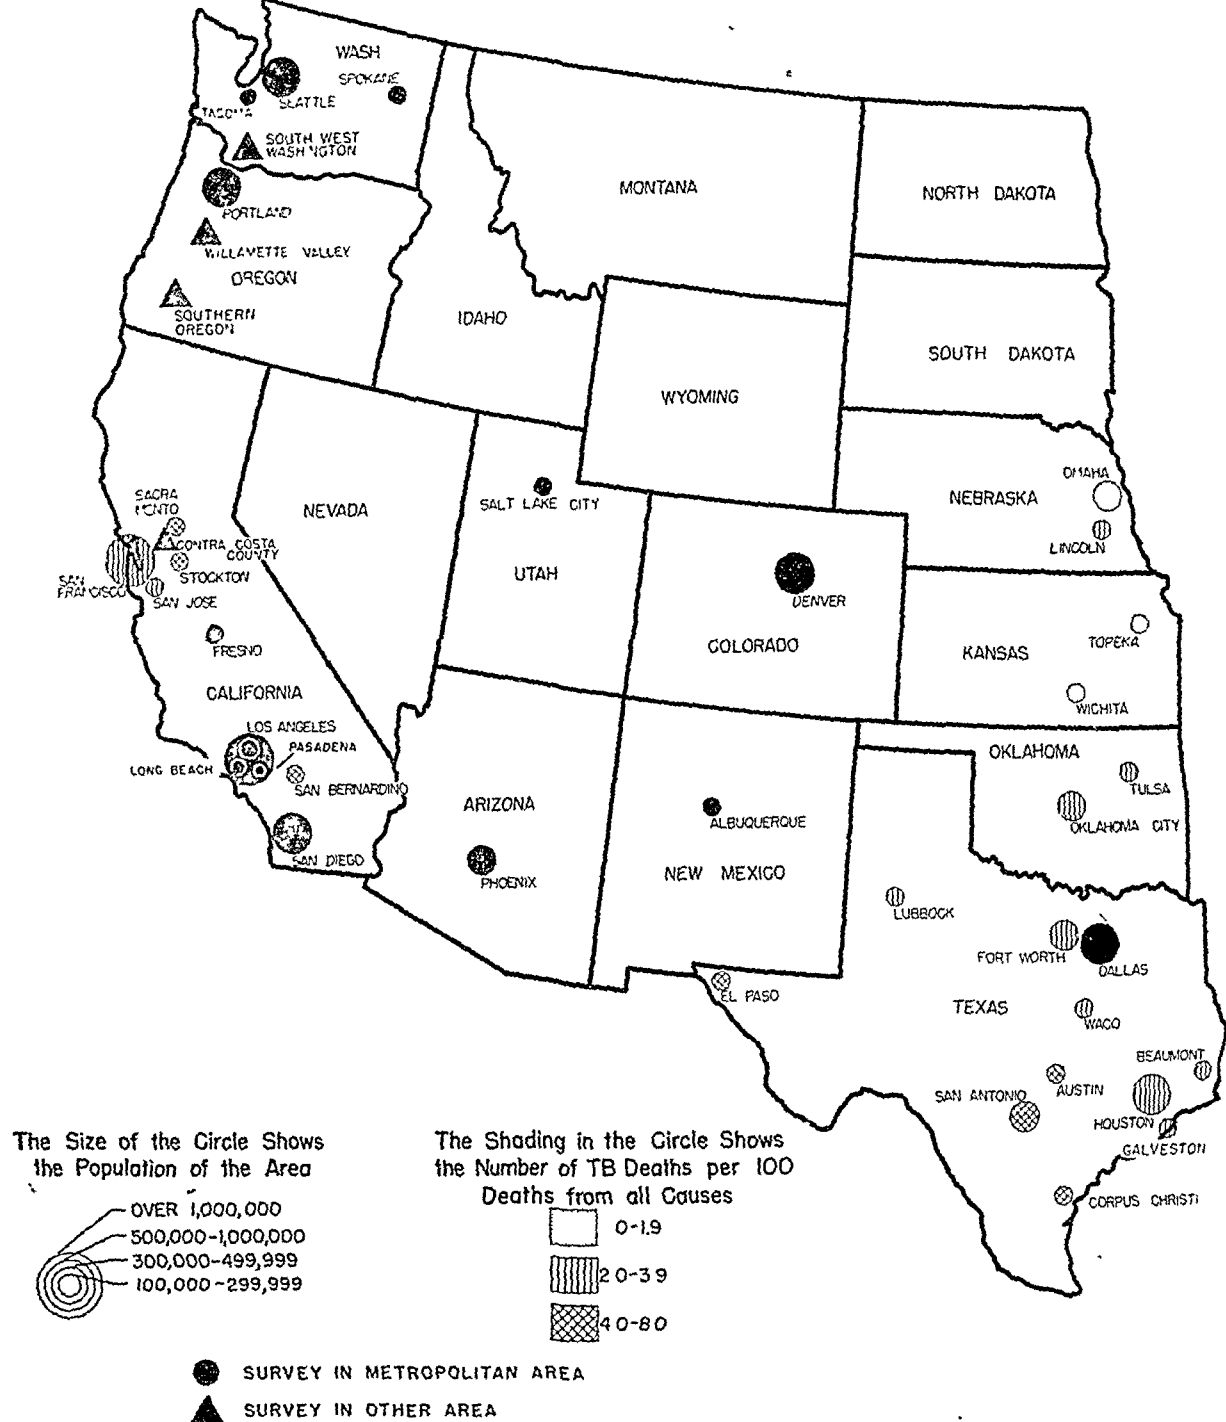 WASH
SPOKANE
SEATTLE
TACOMA
SOUTH WEST
WASHINGTON
MONTANA
NORTH DAKOTA
PORTLAND
WILLAMETTE VALLEY
OREGON
SOUTHERN
OREGON
IDAHO
SOUTH DAKOTA
WYOMING
OMAHA
NEBRASKA
LINCOLN
SACRA
MENTO
NEVADA
SALT LAKE CITY
CONTRA COSTA
COUNTY
STOCKTON
SAN
FRANCISCO
SAN JOSE
UTAH
DENVER
COLORADO
TOPEKA
KANSAS
WICHITA
FRESNO
CALIFORNIA
LOS ANGELES
PASADENA
LONG BEACH
SAN BERNARDINO
SAN DIEGO
ARIZONA
PHOENIX
ALBUQUERQUE
NEW MEXICO
OKLAHOMA
TULSA
OKLAHOMA CITY
LUBBOCK
FORT WORTH
DALLAS
EL PASO
TEXAS
WACO
BEAUMONT
AUSTIN
SAN ANTONIO
HOUSTON
GALVESTON
CORPUS CHRISTI
The Size of the Circle Shows
the Population of the Area
OVER 1,000,000
500,000-1,000,000
300,000-499,999
100,000-299,999
The Shading in the Circle Shows
the Number of TB Deaths per 100
Deaths from all Causes
0-1.9
2 0-3 9
4 0-8 0
SURVEY IN METROPOLITAN AREA
SURVEY IN OTHER AREA